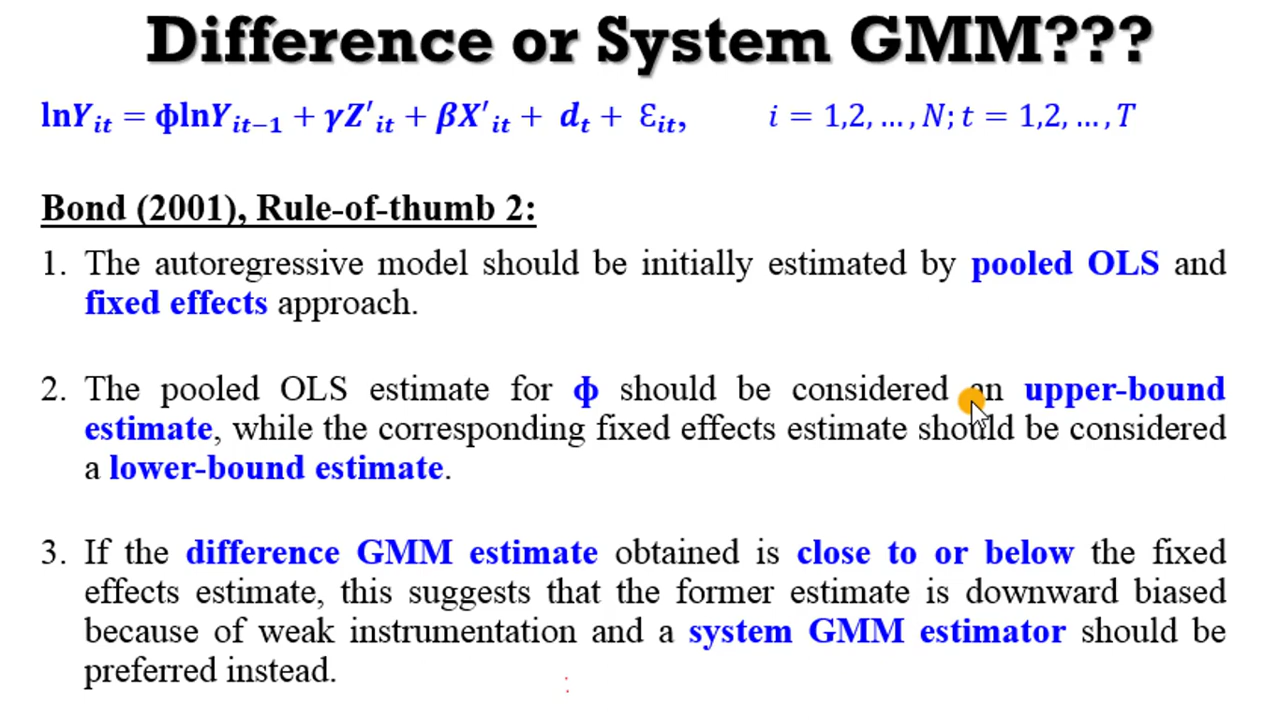 Difference or System GMM???
lnY_it = ϕlnY_it−1 + γZ′_it + βX′_it + d_t + Ɛ_it, i = 1,2, … , N; t = 1,2, … , T
Bond (2001), Rule-of-thumb 2:
1. The autoregressive model should be initially estimated by pooled OLS and
fixed effects approach.
2. The pooled OLS estimate for ϕ should be considered an upper-bound
estimate, while the corresponding fixed effects estimate should be considered
a lower-bound estimate.
3. If the difference GMM estimate obtained is close to or below the fixed
effects estimate, this suggests that the former estimate is downward biased
because of weak instrumentation and a system GMM estimator should be
preferred instead.